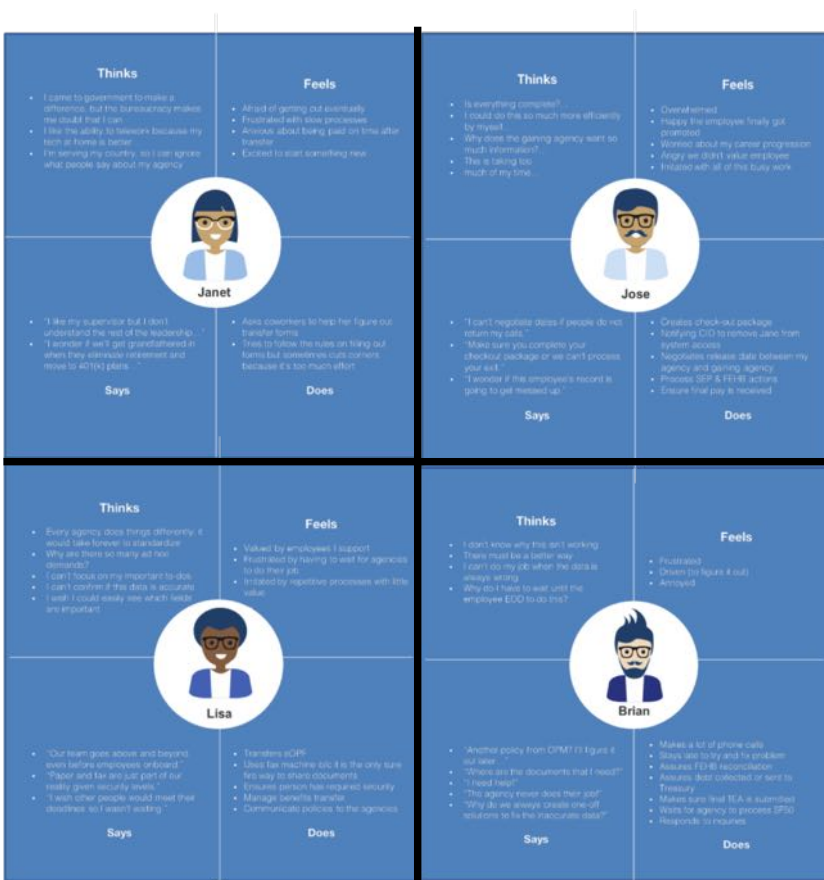 Thinks
• I came to government to make a
difference, but the bureaucracy makes
me doubt that I can
• I like the ability to telework because my
tech at home is better
• I'm serving my country, so I can ignore
what people say about my agency
Feels
• Afraid of getting out eventually
• Frustrated with slow processes
• Anxious about being paid on time after
transfer
• Excited to start something new
Janet
• "I like my supervisor but I don't
understand the rest of the leadership..."
• "I wonder if we'll get grandfathered in
when they eliminate retirement and
move to 401(k) plans..."
Says
• Asks coworkers to help her figure out
transfer forms
• Tries to follow the rules on filling out
forms but sometimes cuts corners
because it's too much effort
Does
Thinks
• Is everything complete?
• I could do this so much more efficiently
by myself.
• Why does the gaining agency want so
much information?
• This is taking too
• much of my time...
Feels
• Overwhelmed
• Happy the employee finally got
promoted
• Worried about my career progression
• Angry we didn't value employee
• Irritated with all of this busy work
Jose
• "I can't negotiate dates if people do not
return my calls."
• "Make sure you complete your
checkout package or we can't process
your exit."
• "I wonder if this employee's record is
going to get messed up."
Says
• Creates check-out package
• Notifying CIO to remove Jane from
system access
• Negotiates release date between my
agency and gaining agency
• Process SEP & FEHB actions
• Ensure final pay is received
Does
Thinks
• Every agency does things differently, it
would take forever to standardize
• Why are there so many ad hoc
demands?
• I can't focus on my important to-dos
• I can't confirm if this data is accurate
• I wish I could easily see which fields
are important
Feels
• Valued by employees I support
• Frustrated by having to wait for agencies
to do their job
• Irritated by repetitive processes with little
value
Lisa
• "Our team goes above and beyond
even before employees onboard"
• "Paper and fax are just part of our
reality given security levels."
• "I wish other people would meet their
deadlines so I wasn't waiting"
Says
• Transfers eOPF
• Uses fax machine b/c it is the only sure
fire way to share documents
• Ensures person has required security
• Manage benefits transfer
• Communicate policies to the agencies
Does
Thinks
• I don't know why this isn't working
• There must be a better way
• I can't do my job when the data is
always wrong
• Why do I have to wait until the
employee EOD to do this?
Feels
• Frustrated
• Driven (to figure it out)
• Annoyed
Brian
• "Another policy from OPM? I'll figure it
out later..."
• "Where are the documents that I need?"
• "I need help!"
• "The agency never does their job!"
• "Why do we always create one-off
solutions to fix the inaccurate data?"
Says
• Makes a lot of phone calls
• Stays late to try and fix problem
• Assures FEHB reconciliation
• Assures debt collected or sent to
Treasury
• Makes sure final T&A is submitted
• Waits for agency to process SF50
• Responds to inquiries
Does